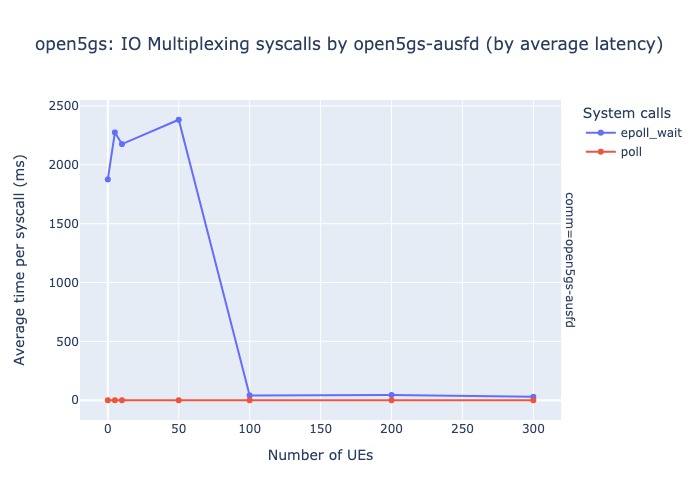 open5gs: IO Multiplexing syscalls by open5gs-ausfd (by average latency)
System calls
epoll_wait
poll
Average time per syscall (ms)
2500
2000
1500
1000
500
0
0
50
100
150
200
250
300
Number of UEs
comm=open5gs-ausfd